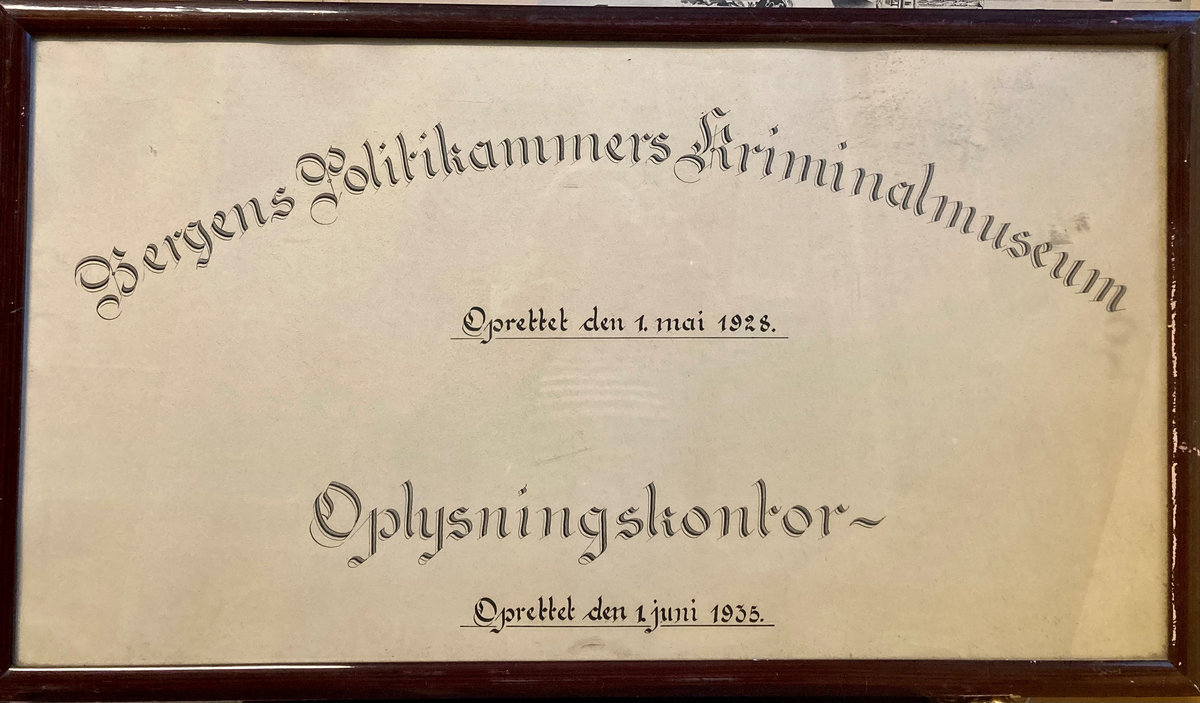 Bergens Politikammers Kriminalmuseum
Oprettet den 1. mai 1928.
Oplysningskontor~
Oprettet den 1. juni 1935.